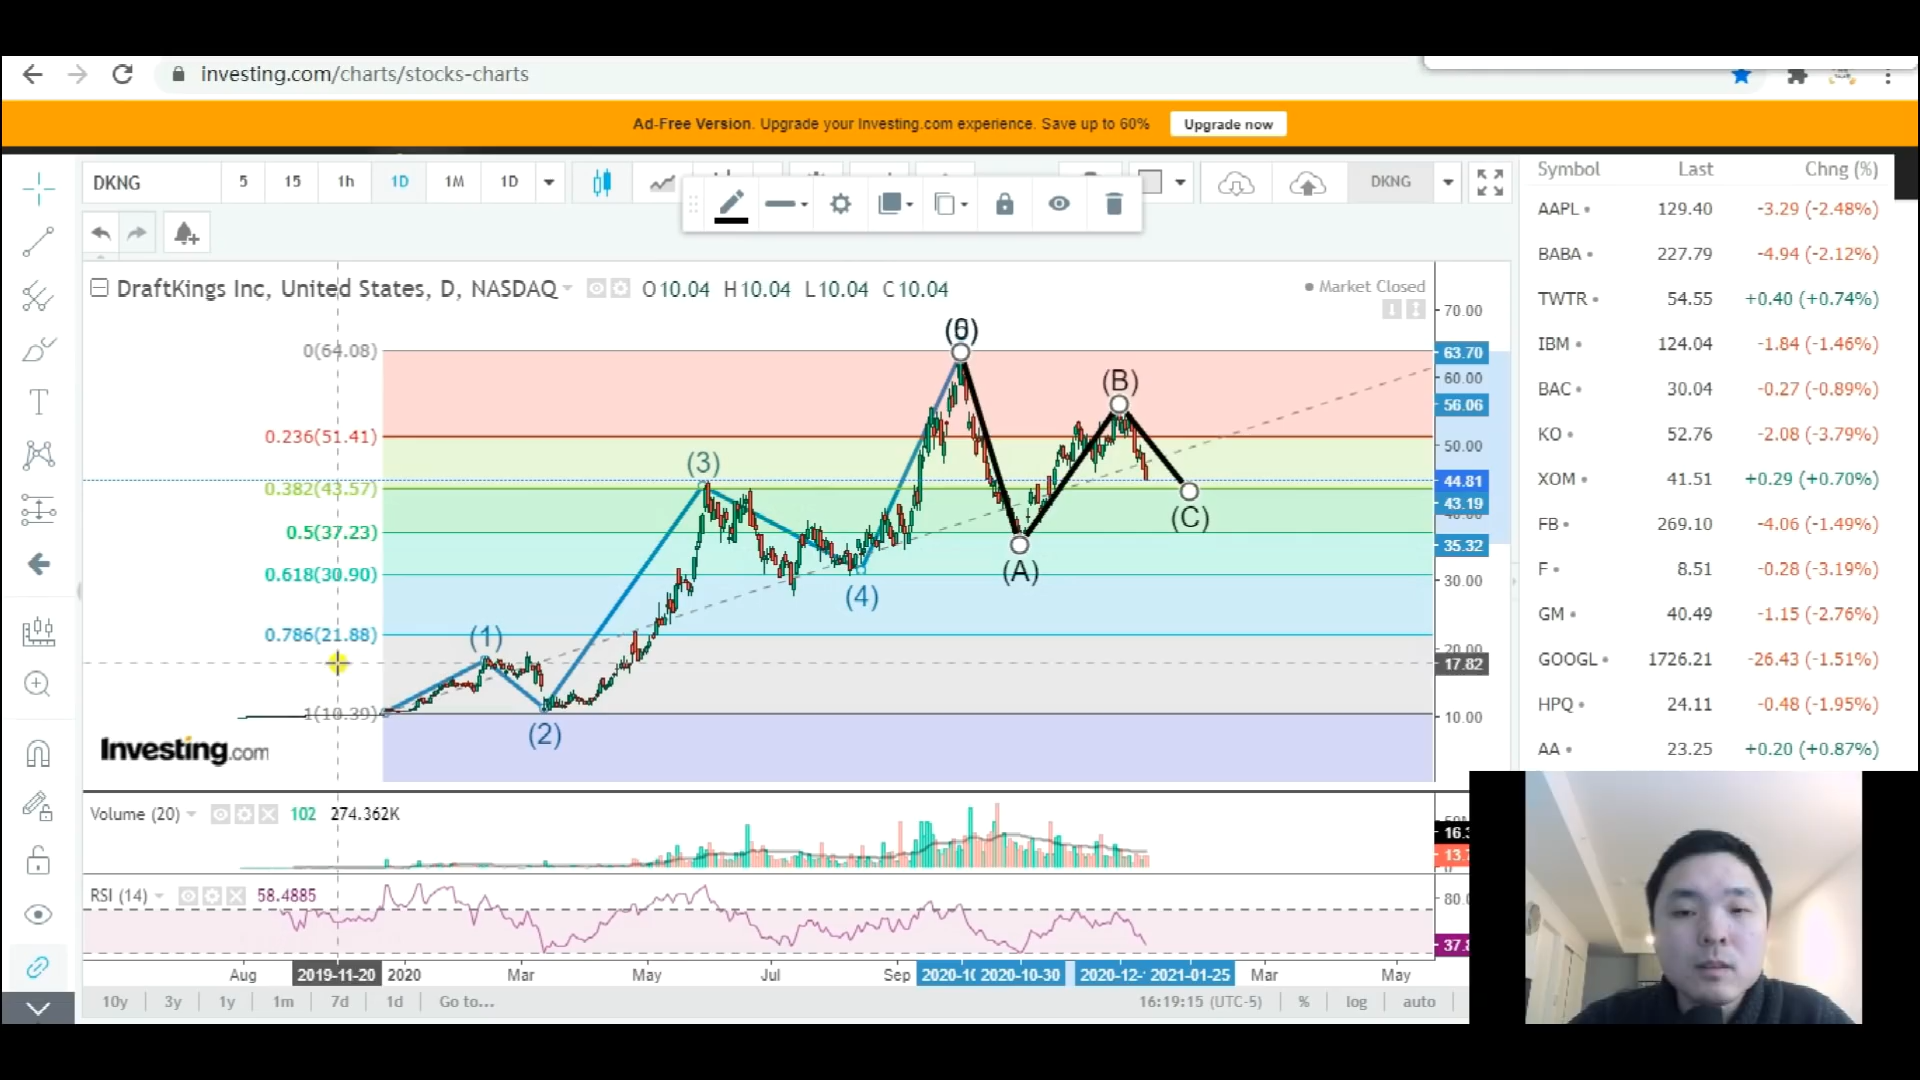 investing.com/charts/stocks-charts
Ad-Free Version. Upgrade your Investing.com experience. Save up to 60% Upgrade now
DKNG 5 15 1h 1D 1M 1D DKNG
DraftKings Inc, United States, D, NASDAQ O10.04 H10.04 L10.04 C10.04
Market Closed
70.00
63.70
60.00
56.06
50.00
44.81
43.19
35.32
30.00
17.82
10.00
0(64.08)
0.236(51.41)
0.382(43.57)
0.5(37.23)
0.618(30.90)
0.786(21.88)
1(10.39)
(1)
(2)
(3)
(4)
(A)
(B)
(C)
Investing.com
Volume (20) 102 274.362K
RSI (14) 58.4885
Aug 2019-11-20 2020 Mar May Jul Sep 2020-10-30 2021-01-25 Mar May
10y 3y 1y 1m 7d 1d Go to...
16:19:15 (UTC-5) % log auto
Symbol Last Chng (%)
AAPL 129.40 -3.29 (-2.48%)
BABA 227.79 -4.94 (-2.12%)
TWTR 54.55 +0.40 (+0.74%)
IBM 124.04 -1.84 (-1.46%)
BAC 30.04 -0.27 (-0.89%)
KO 52.76 -2.08 (-3.79%)
XOM 41.51 +0.29 (+0.70%)
FB 269.10 -4.06 (-1.49%)
F 8.51 -0.28 (-3.19%)
GM 40.49 -1.15 (-2.76%)
GOOGL 1726.21 -26.43 (-1.51%)
HPQ 24.11 -0.48 (-1.95%)
AA 23.25 +0.20 (+0.87%)